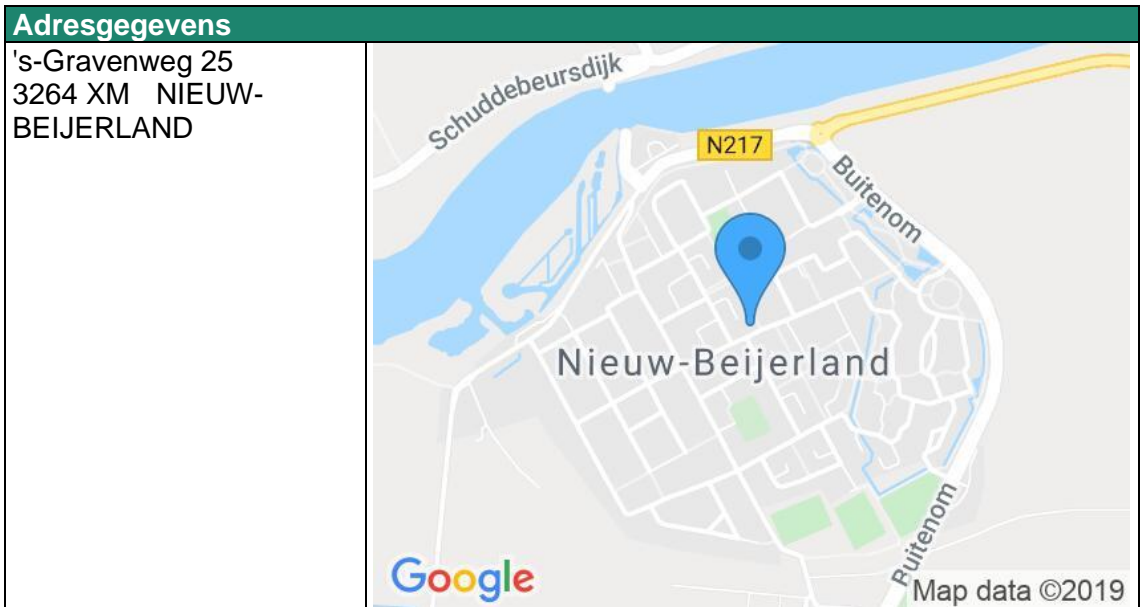 Adresgegevens
's-Gravenweg 25
3264 XM NIEUW-
BEIJERLAND
Schuddebeursdijk
N217
Buitenom
Nieuw-Beijerland
Buitenom
Google
Map data ©2019